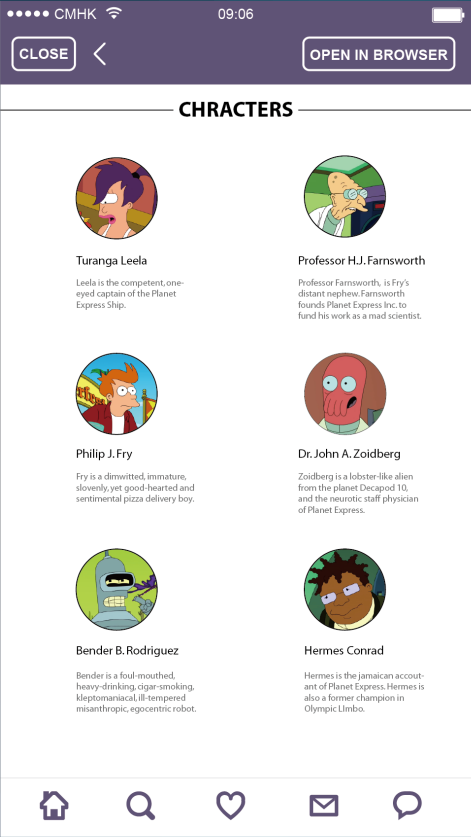 CMHK 09:06
CLOSE
OPEN IN BROWSER
CHRACTERS
Turanga Leela
Leela is the competent, one-
eyed captain of the Planet
Express Ship.
Professor H.J. Farnsworth
Professor Farnsworth, is Fry's
distant nephew. Farnsworth
founds Planet Express Inc. to
fund his work as a mad scientist.
Philip J. Fry
Fry is a dimwitted, immature,
slovenly, yet good-hearted and
sentimental pizza delivery boy.
Dr. John A. Zoidberg
Zoidberg is a lobster-like alien
from the planet Decapod 10,
and the neurotic staff physician
of Planet Express.
Bender B. Rodriguez
Bender is a foul-mouthed,
heavy-drinking, cigar-smoking,
kleptomaniacal, ill-tempered
misanthropic, egocentric robot.
Hermes Conrad
Hermes is the jamaican accout-
ant of Planet Express. Hermes is
also a former champion in
Olympic LImbo.